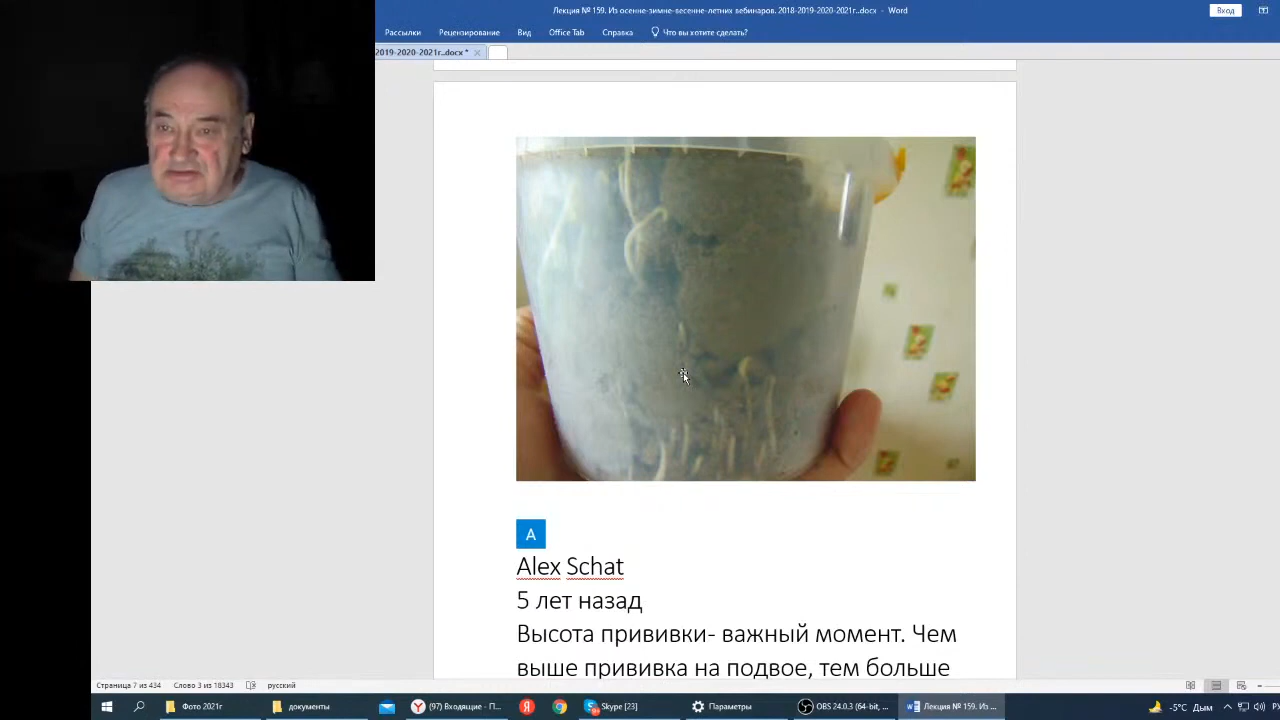 Лекция № 159. Из осенне-зимне-весенне-летних вебинаров. 2018-2019-2020-2021г..docx - Word
Вход
Рассылки Рецензирование Вид Office Tab Справка Что вы хотите сделать?
2019-2020-2021г..docx *
A
Alex Schat
5 лет назад
Высота прививки- важный момент. Чем
выше прививка на подвое, тем больше
Страница 7 из 434 Слово 3 из 18343 русский
Фото 2021г документы (97) Входящие - П... Skype [23] Параметры OBS 24.0.3 (64-bit, ... Лекция № 159. Из ... -5°C Дым